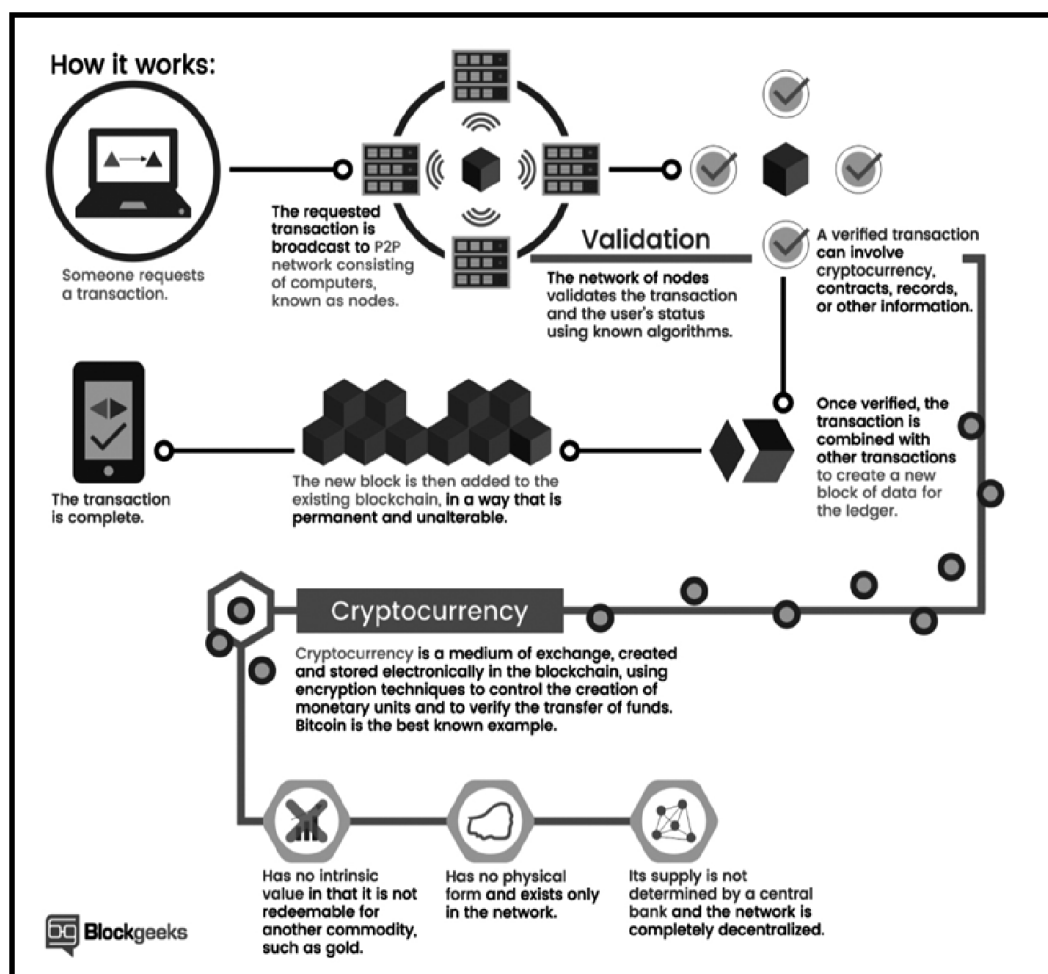 How it works:
Someone requests
a transaction.
The requested
transaction is
broadcast to P2P
network consisting
of computers,
known as nodes.
Validation
The network of nodes
validates the transaction
and the user's status
using known algorithms.
A verified transaction
can involve
cryptocurrency,
contracts, records,
or other information.
Once verified, the
transaction is
combined with
other transactions
to create a new
block of data for
the ledger.
The new block is then added to the
existing blockchain, in a way that is
permanent and unalterable.
The transaction
is complete.
Cryptocurrency
Cryptocurrency is a medium of exchange, created
and stored electronically in the blockchain, using
encryption techniques to control the creation of
monetary units and to verify the transfer of funds.
Bitcoin is the best known example.
Has no intrinsic
value in that it is not
redeemable for
another commodity,
such as gold.
Has no physical
form and exists only
in the network.
Its supply is not
determined by a central
bank and the network is
completely decentralized.
Blockgeeks